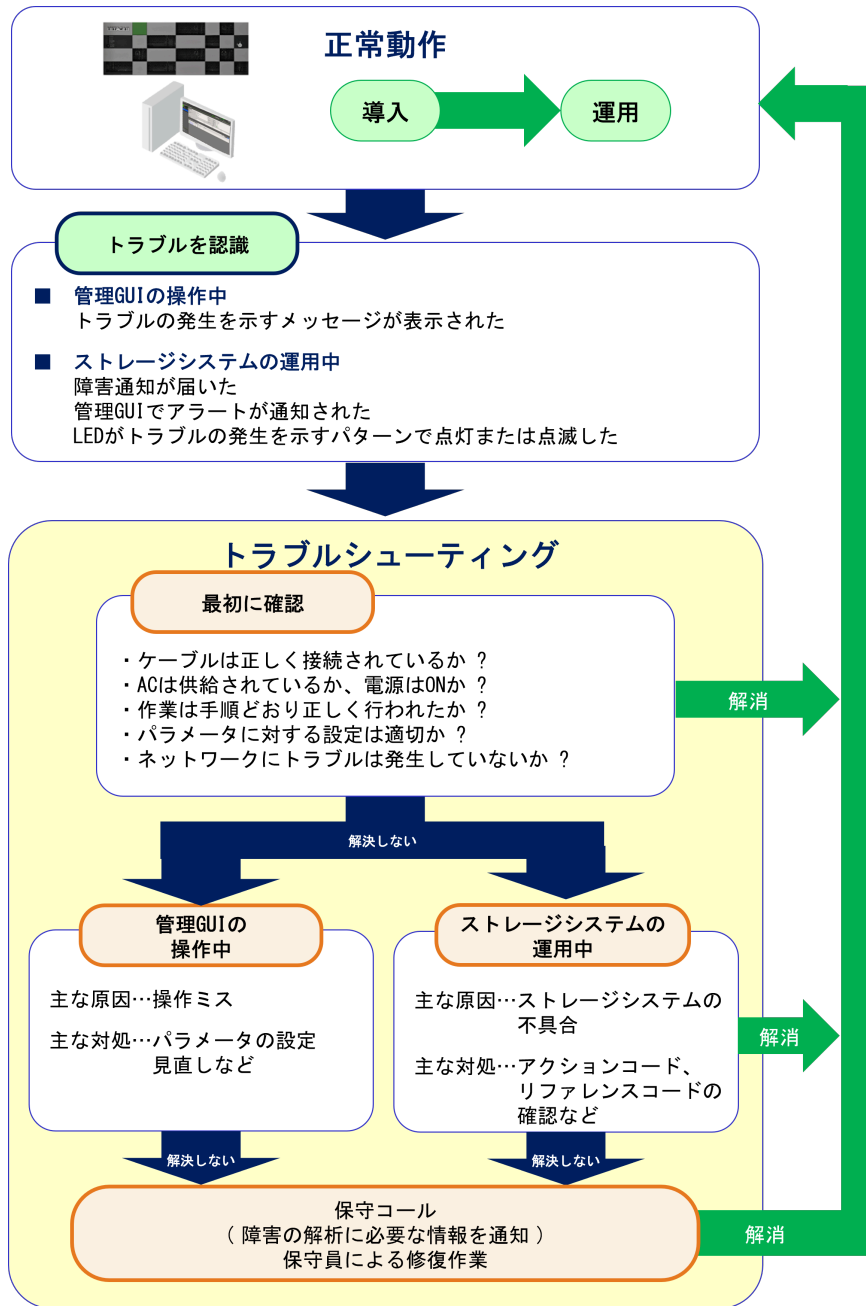 正常動作
導入
運用
トラブルを認識
■ 管理GUIの操作中
トラブルの発生を示すメッセージが表示された
■ ストレージシステムの運用中
障害通知が届いた
管理GUIでアラートが通知された
LEDがトラブルの発生を示すパターンで点灯または点滅した
トラブルシューティング
最初に確認
・ケーブルは正しく接続されているか ?
・ACは供給されているか、電源はONか ?
・作業は手順どおり正しく行われたか ?
・パラメータに対する設定は適切か ?
・ネットワークにトラブルは発生していないか ?
解消
解決しない
管理GUIの
操作中
主な原因…操作ミス
主な対処…パラメータの設定
見直しなど
ストレージシステムの
運用中
主な原因…ストレージシステムの
不具合
主な対処…アクションコード、
リファレンスコードの
確認など
解消
解決しない
解決しない
保守コール
( 障害の解析に必要な情報を通知 )
保守員による修復作業
解消